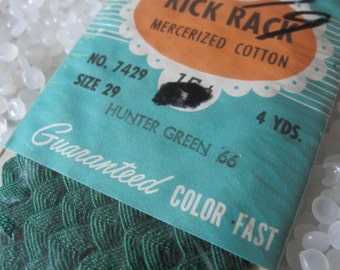 RICK RACK
MERCERIZED COTTON
NO. 7429
SIZE 29
4 YDS.
HUNTER GREEN 66
Guaranteed
COLOR FAST